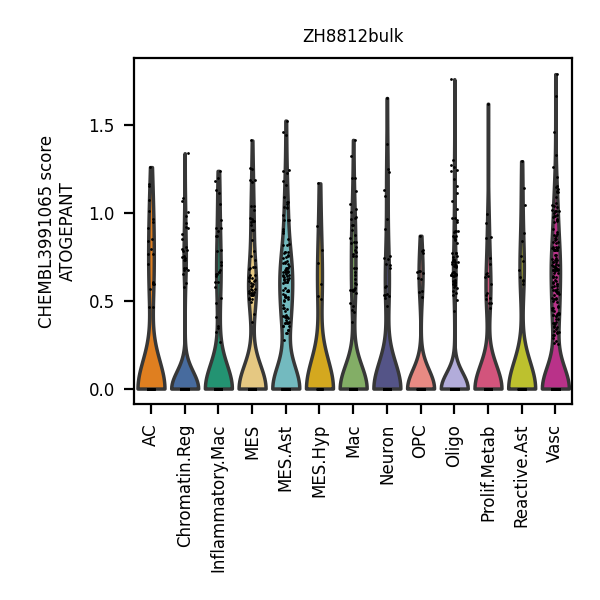 ZH8812bulk
CHEMBL3991065 score
ATOGEPANT
1.5
1.0
0.5
0.0
AC
Chromatin.Reg
Inflammatory.Mac
MES
MES.Ast
MES.Hyp
Mac
Neuron
OPC
Oligo
Prolif.Metab
Reactive.Ast
Vasc